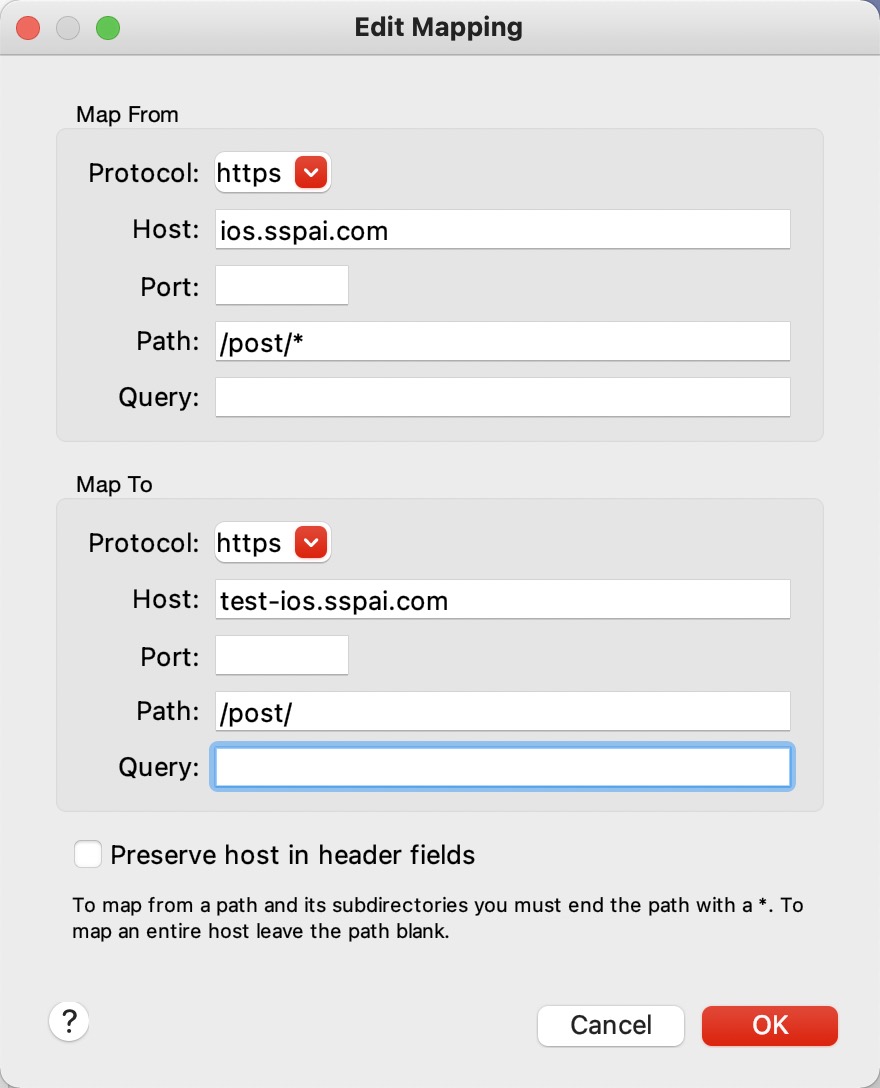 Edit Mapping
Map From
Protocol: https
Host: ios.sspai.com
Port:
Path: /post/*
Query:
Map To
Protocol: https
Host: test-ios.sspai.com
Port:
Path: /post/
Query:
Preserve host in header fields
To map from a path and its subdirectories you must end the path with a *. To
map an entire host leave the path blank.
? Cancel OK